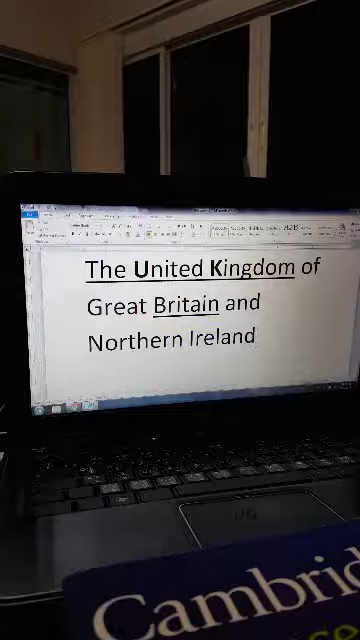 The United Kingdom of
Great Britain and
Northern Ireland
Cambrid